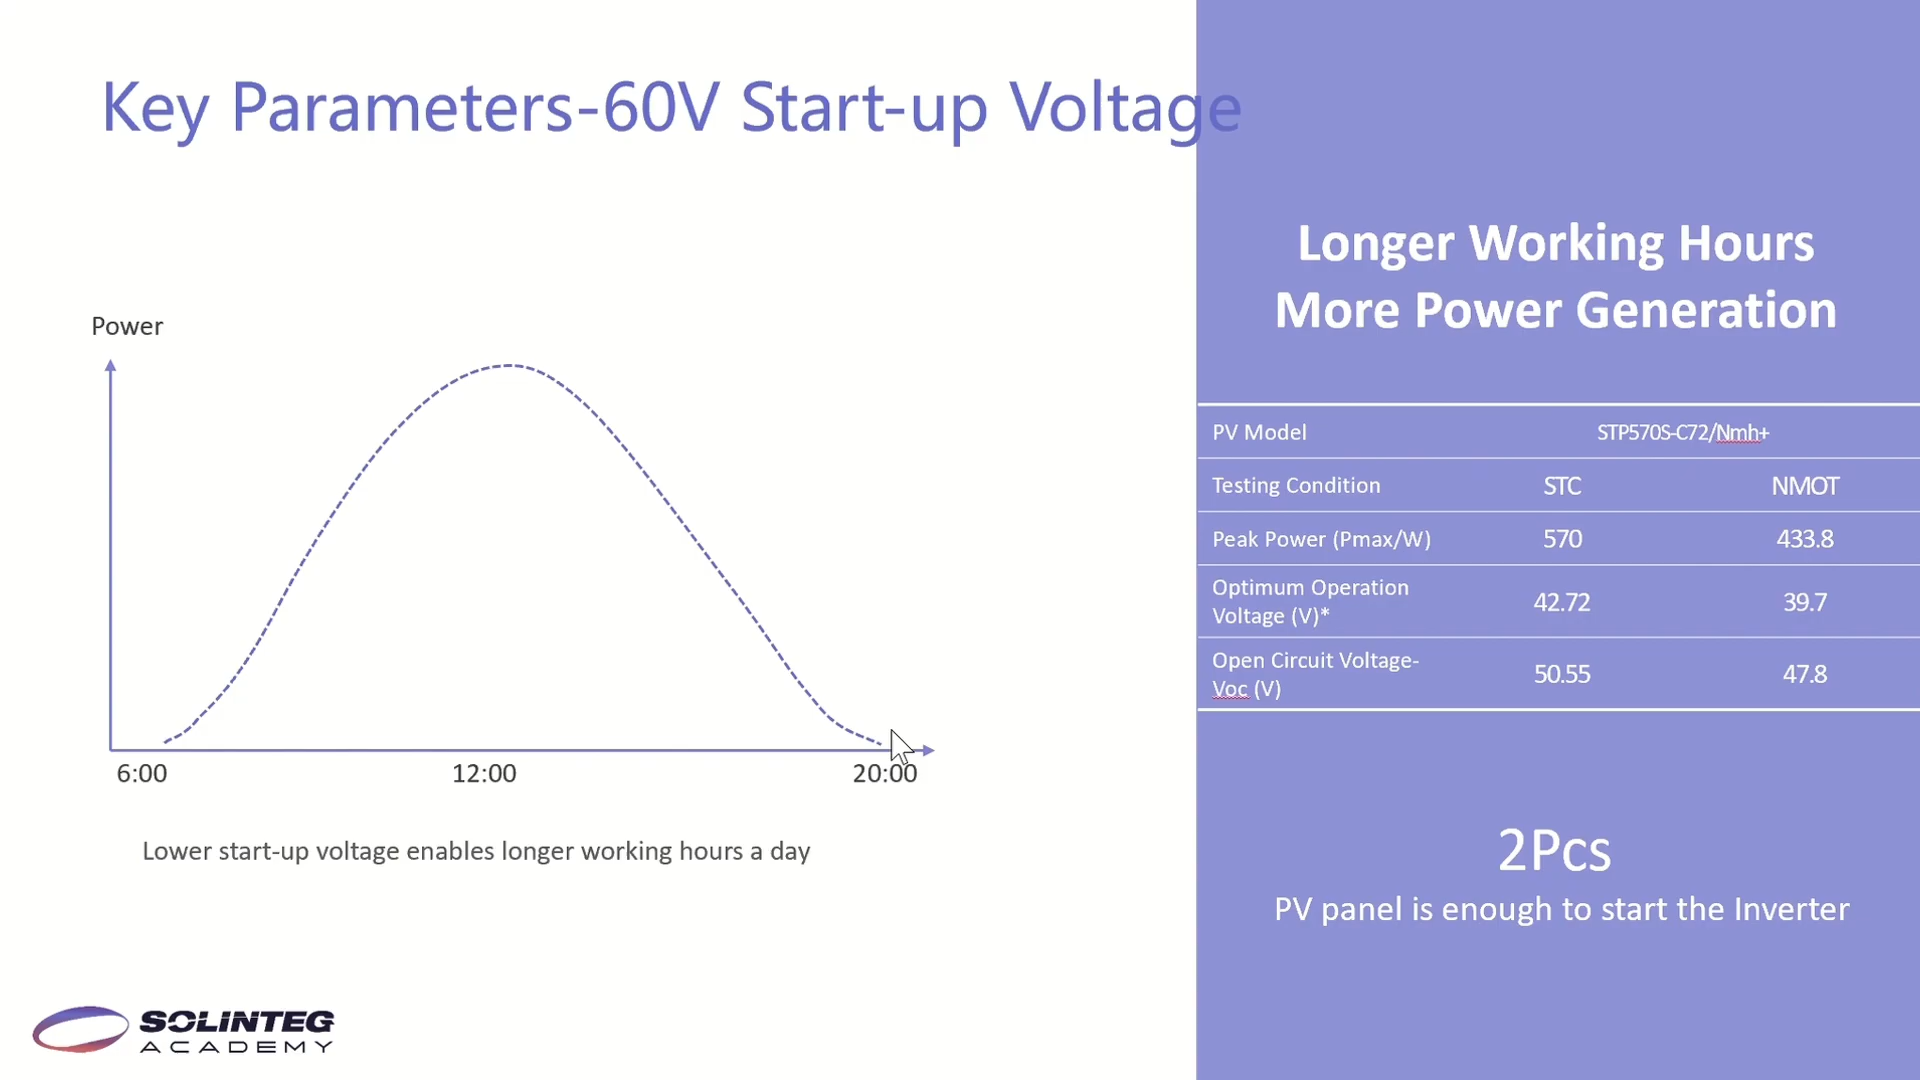 Key Parameters-60V Start-up Voltage
Longer Working Hours
More Power Generation
Power
6:00 12:00 20:00
Lower start-up voltage enables longer working hours a day
PV Model STP570S-C72/Nmh+
Testing Condition STC NMOT
Peak Power (Pmax/W) 570 433.8
Optimum Operation
Voltage (V)* 42.72 39.7
Open Circuit Voltage-
Voc (V) 50.55 47.8
2Pcs
PV panel is enough to start the Inverter
SOLINTEG
ACADEMY